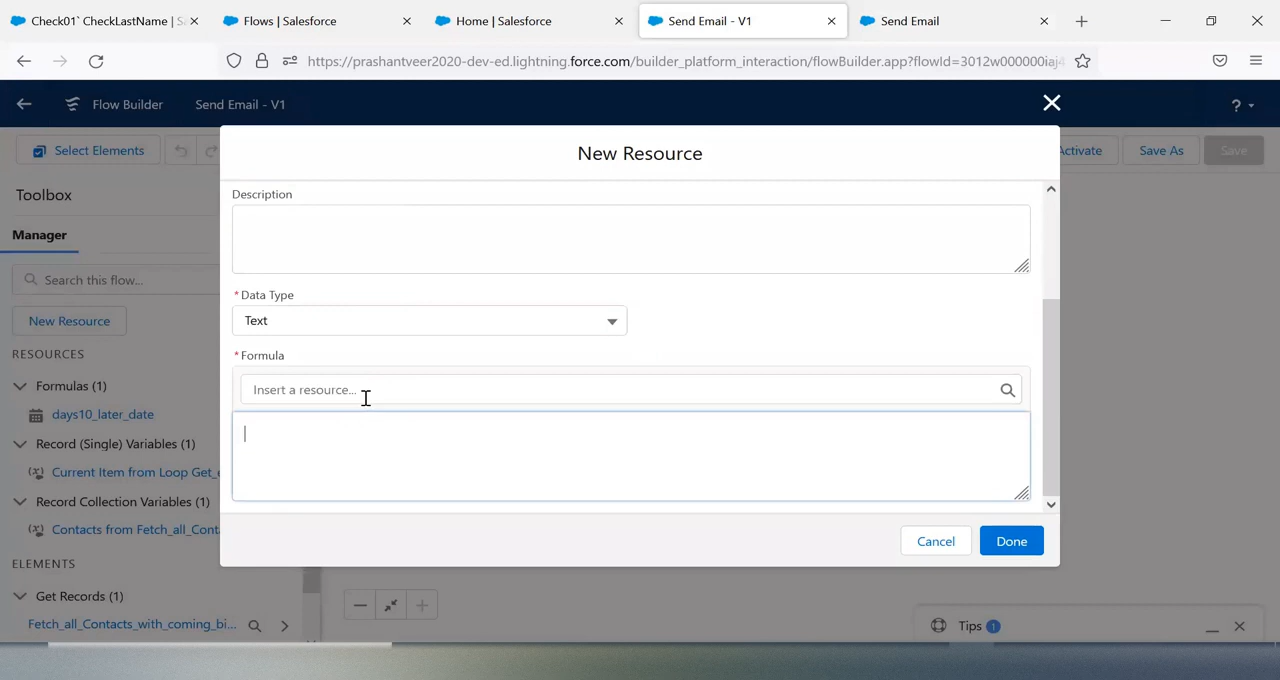 Check01` CheckLastName | S
Flows | Salesforce
Home | Salesforce
Send Email - V1
Send Email
https://prashantveer2020-dev-ed.lightning.force.com/builder_platform_interaction/flowBuilder.app?flowId=3012w000000iaj4
Flow Builder
Send Email - V1
?
New Resource
Select Elements
Activate
Save As
Save
Toolbox
Manager
Search this flow...
New Resource
RESOURCES
Formulas (1)
days10_later_date
Record (Single) Variables (1)
Current Item from Loop Get_e
Record Collection Variables (1)
Contacts from Fetch_all_Conta
ELEMENTS
Get Records (1)
Fetch_all_Contacts_with_coming_bi...
Description
*Data Type
Text
*Formula
Insert a resource...
Cancel
Done
Tips 1